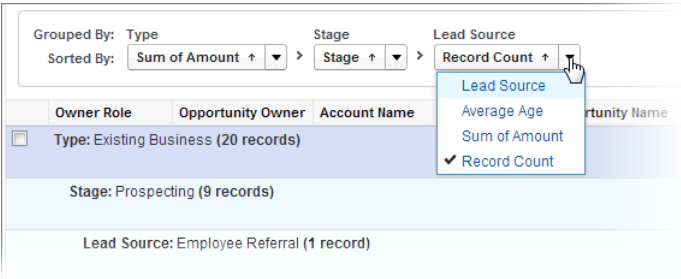 Grouped By: Type Stage Lead Source
Sorted By: Sum of Amount ↑ > Stage ↑ > Record Count ↑
Lead Source
Average Age
Sum of Amount
✔ Record Count
Owner Role Opportunity Owner Account Name rtunity Name
Type: Existing Business (20 records)
Stage: Prospecting (9 records)
Lead Source: Employee Referral (1 record)